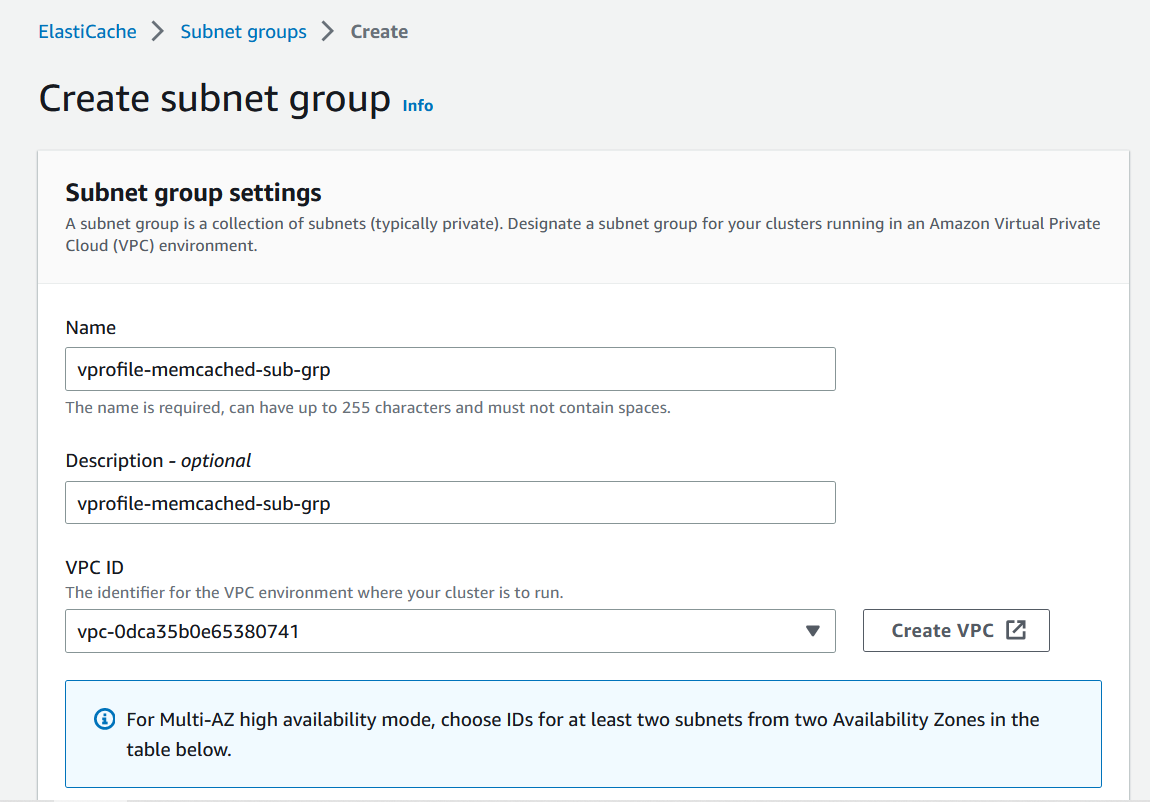 ElastiCache > Subnet groups > Create
Create subnet group Info
Subnet group settings
A subnet group is a collection of subnets (typically private). Designate a subnet group for your clusters running in an Amazon Virtual Private
Cloud (VPC) environment.
Name
vprofile-memcached-sub-grp
The name is required, can have up to 255 characters and must not contain spaces.
Description - optional
vprofile-memcached-sub-grp
VPC ID
The identifier for the VPC environment where your cluster is to run.
vpc-0dca35b0e65380741
Create VPC
For Multi-AZ high availability mode, choose IDs for at least two subnets from two Availability Zones in the
table below.